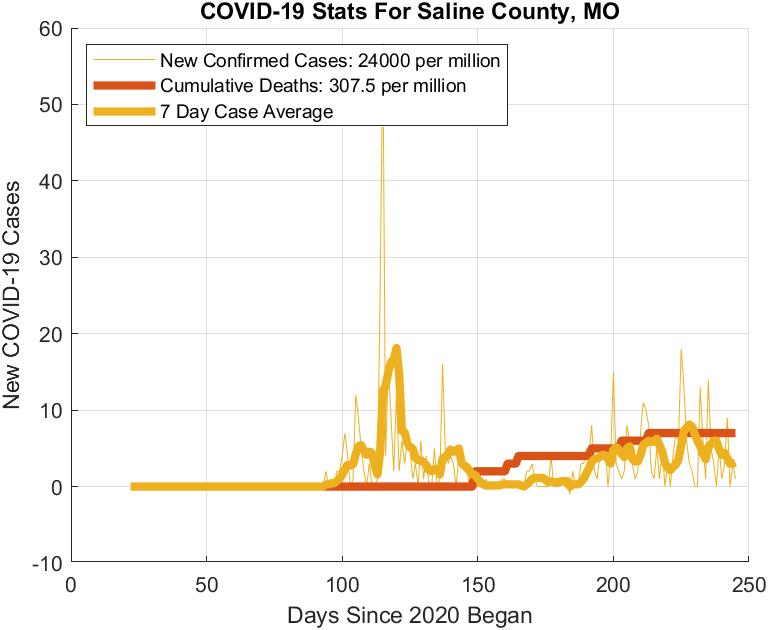 COVID-19 Stats For Saline County, MO
60
50
40
30
20
10
0
-10
New COVID-19 Cases
New Confirmed Cases: 24000 per million
Cumulative Deaths: 307.5 per million
7 Day Case Average
0 50 100 150 200 250
Days Since 2020 Began